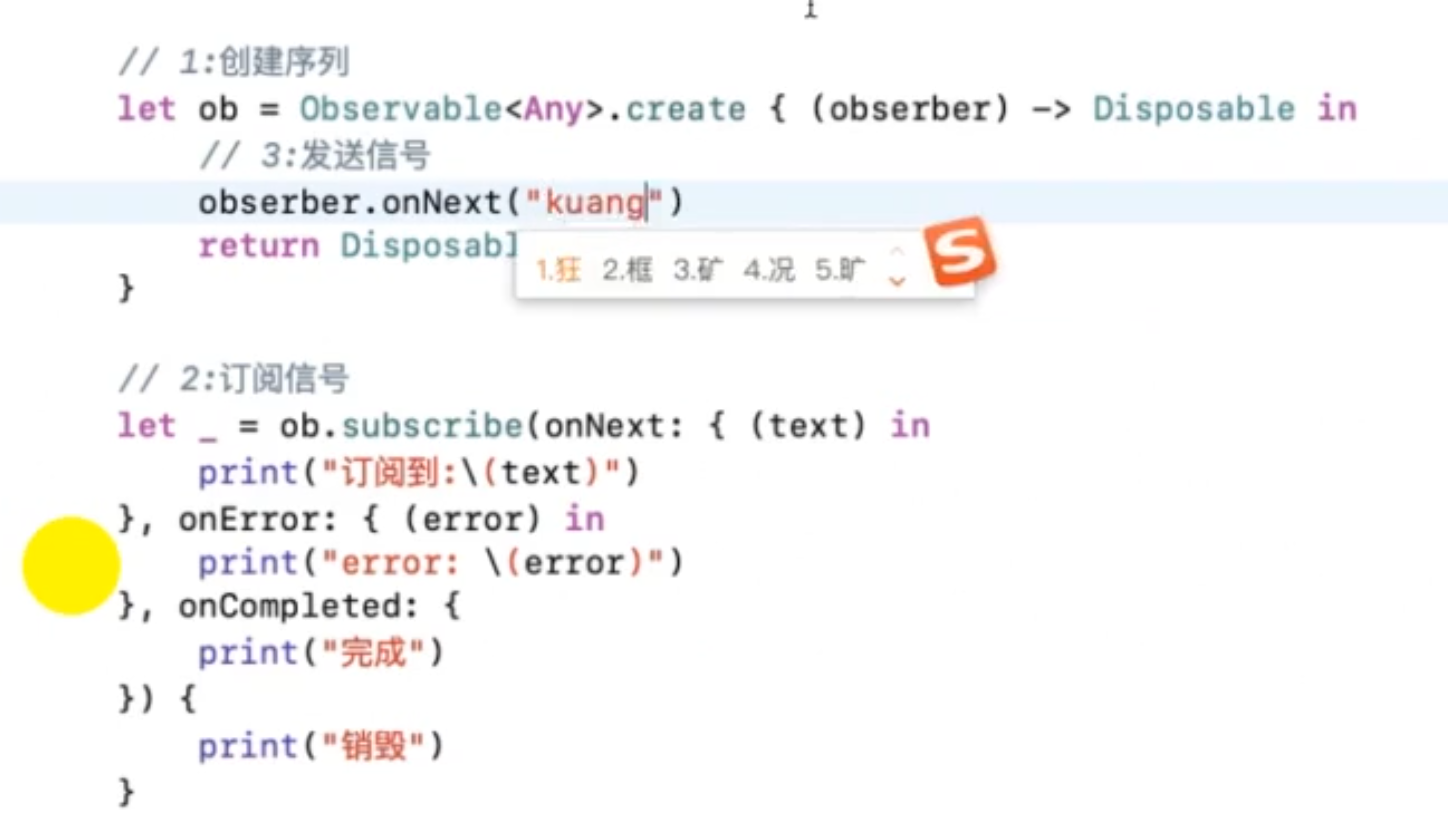 // 1:创建序列
let ob = Observable<Any>.create { (obserber) -> Disposable in
// 3:发送信号
obserber.onNext("kuang")
return Disposabl
1.狂 2.框 3.矿 4.况 5.旷
}
// 2:订阅信号
let _ = ob.subscribe(onNext: { (text) in
print("订阅到:\(text)")
}, onError: { (error) in
print("error: \(error)")
}, onCompleted: {
print("完成")
}) {
print("销毁")
}